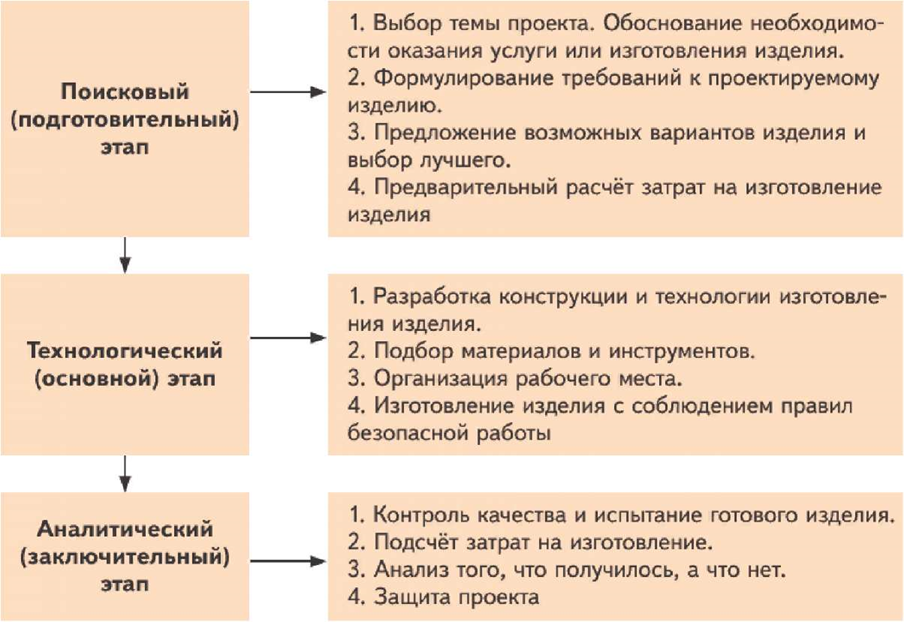 Поисковый
(подготовительный)
этап
1. Выбор темы проекта. Обоснование необходимо-
сти оказания услуги или изготовления изделия.
2. Формулирование требований к проектируемому
изделию.
3. Предложение возможных вариантов изделия и
выбор лучшего.
4. Предварительный расчёт затрат на изготовление
изделия
Технологический
(основной) этап
1. Разработка конструкции и технологии изготовле-
ния изделия.
2. Подбор материалов и инструментов.
3. Организация рабочего места.
4. Изготовление изделия с соблюдением правил
безопасной работы
Аналитический
(заключительный)
этап
1. Контроль качества и испытание готового изделия.
2. Подсчёт затрат на изготовление.
3. Анализ того, что получилось, а что нет.
4. Защита проекта